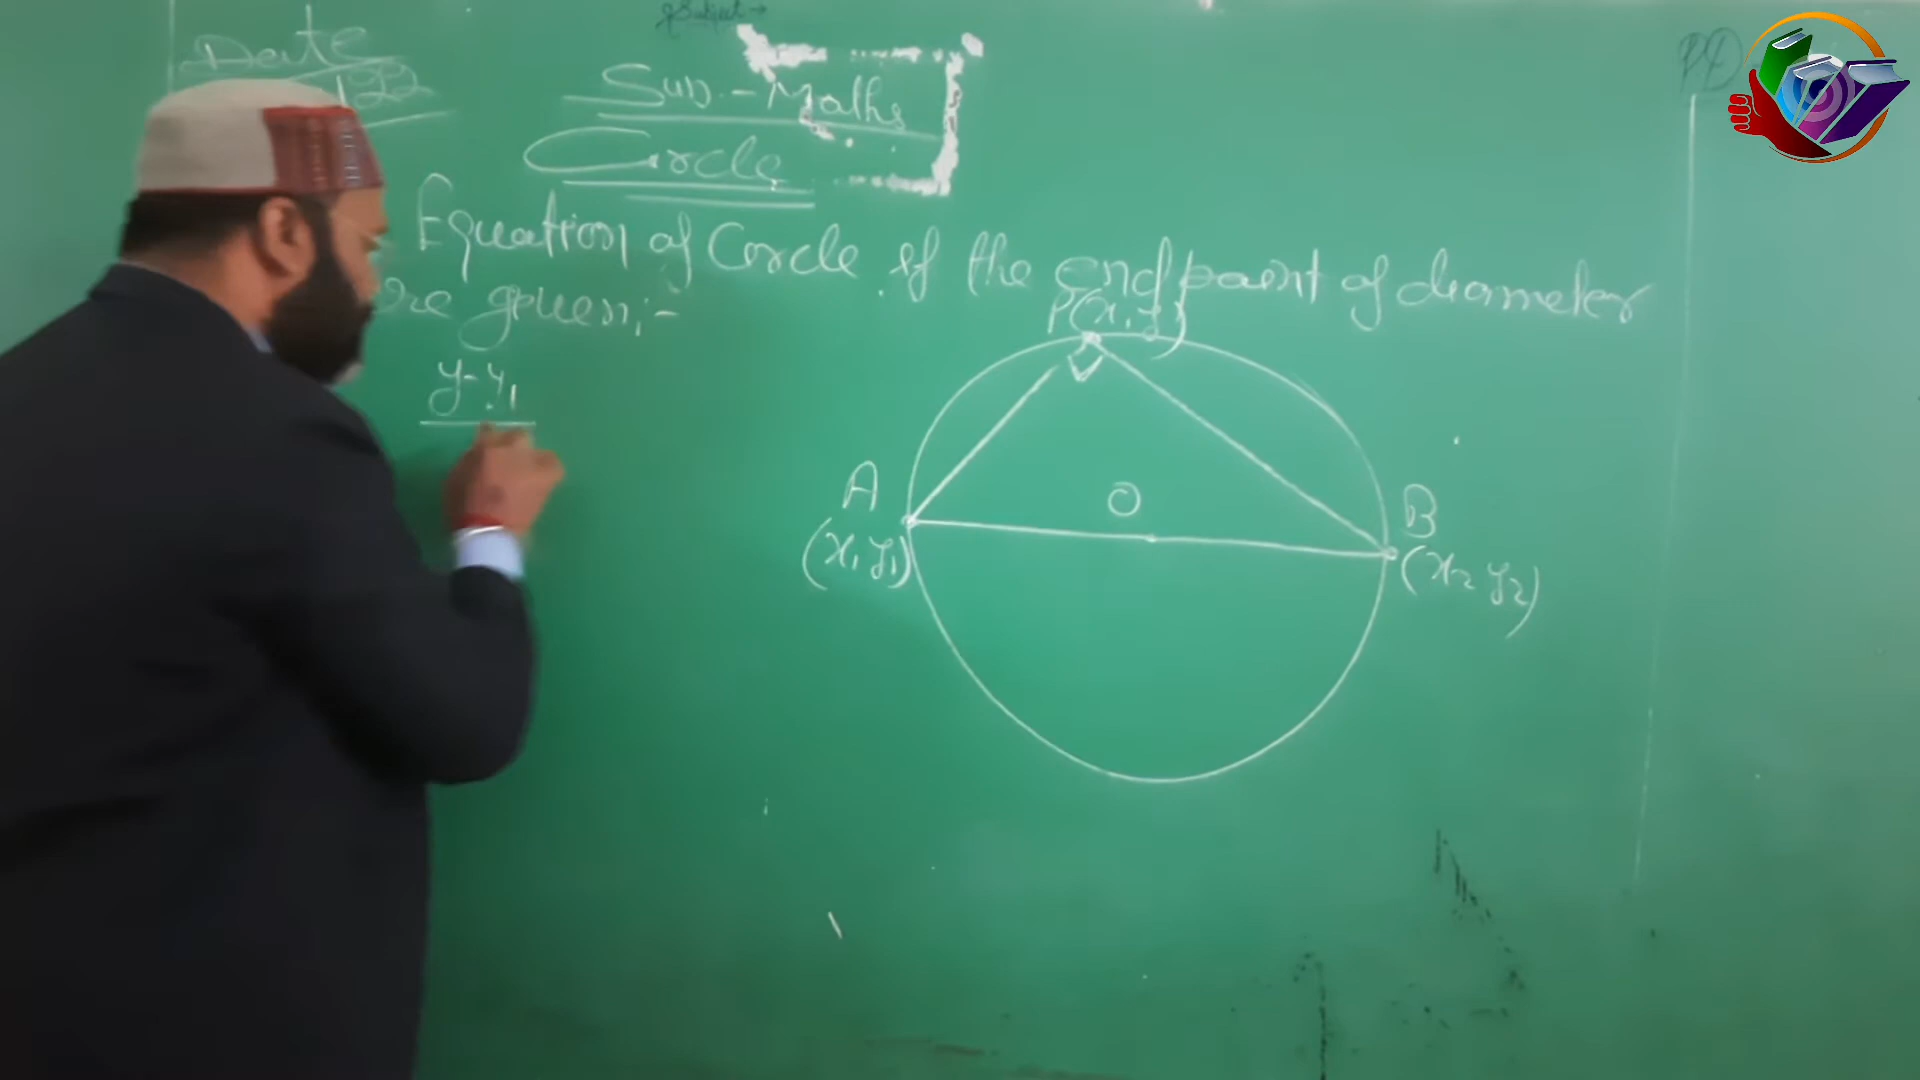 Date
Sub. - Maths
Circle
Equation of Circle if the end point of diameter
are given :-
P(x, y)
y - y1
A
O
B
(x1 y1)
(x2 y2)